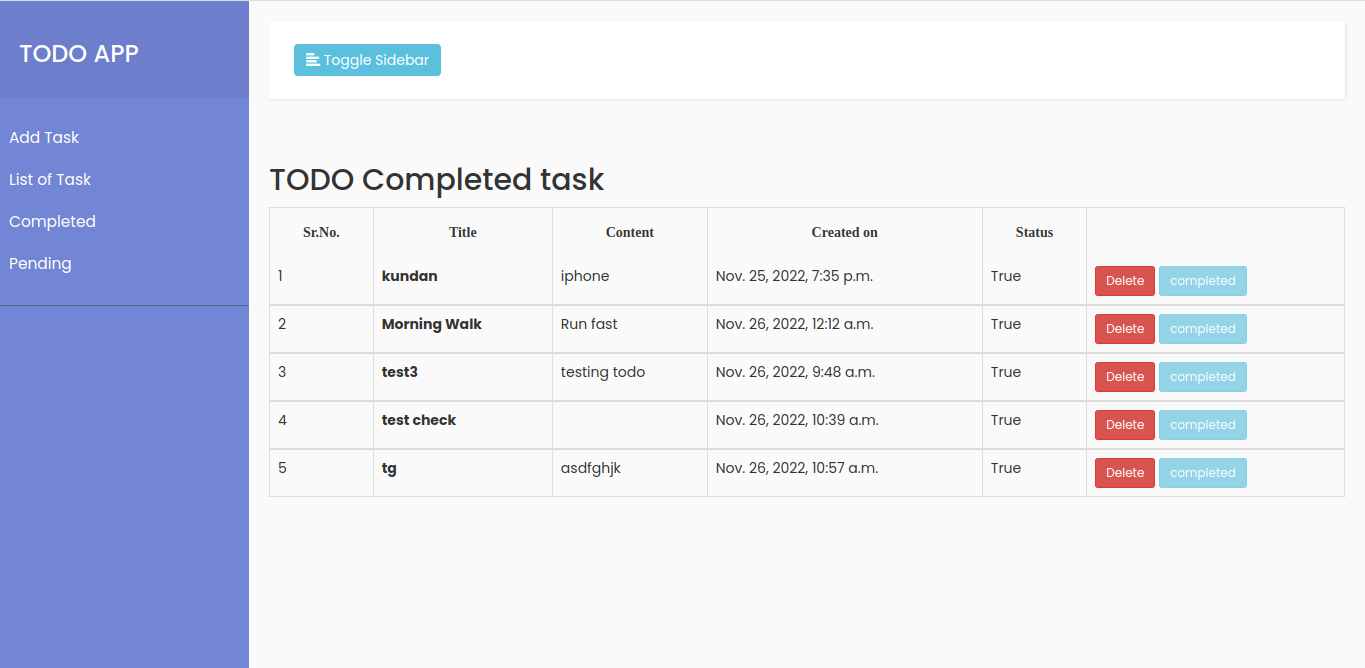 TODO APP
Toggle Sidebar
Add Task
List of Task
Completed
Pending
TODO Completed task
Sr.No. Title Content Created on Status
1 kundan iphone Nov. 25, 2022, 7:35 p.m. True Delete completed
2 Morning Walk Run fast Nov. 26, 2022, 12:12 a.m. True Delete completed
3 test3 testing todo Nov. 26, 2022, 9:48 a.m. True Delete completed
4 test check Nov. 26, 2022, 10:39 a.m. True Delete completed
5 tg asdfghjk Nov. 26, 2022, 10:57 a.m. True Delete completed